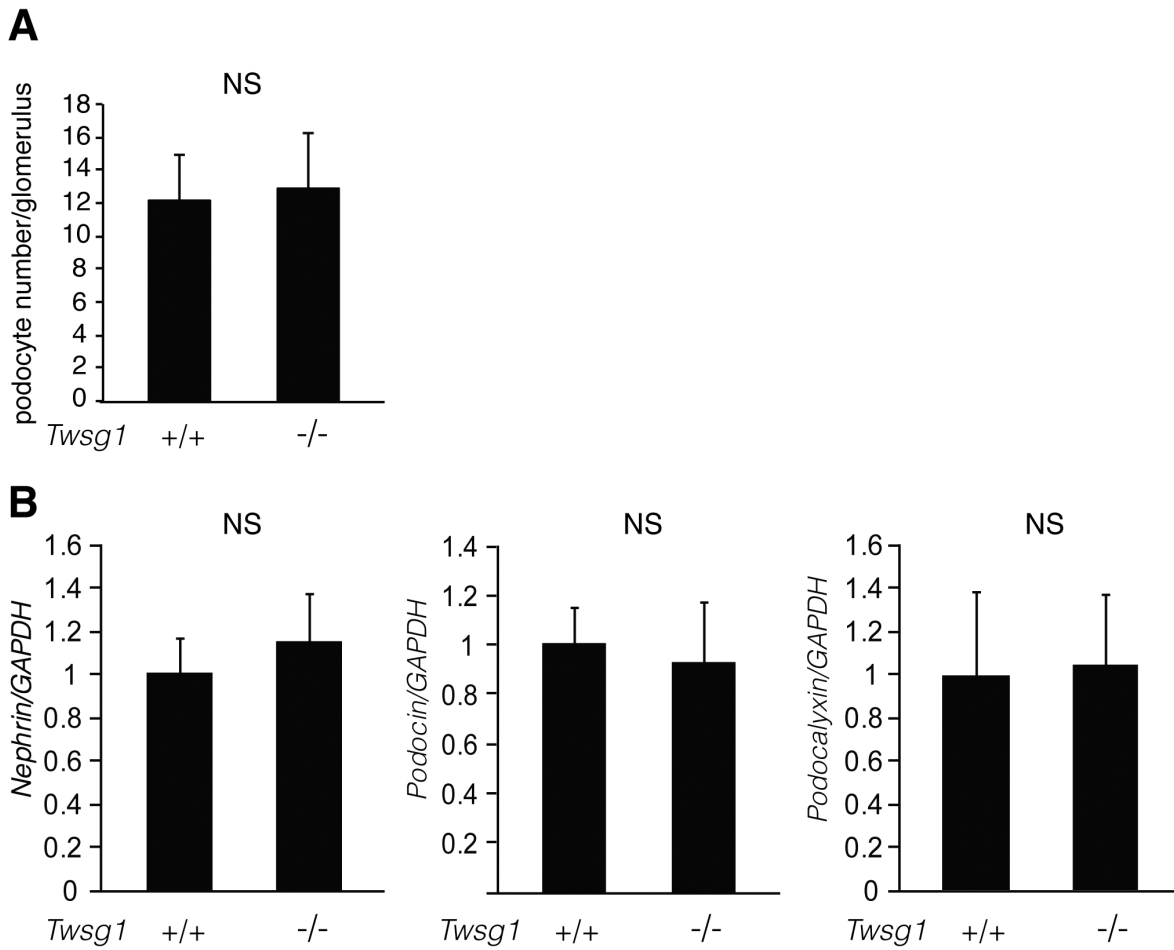 A
NS
podocyte number/glomerulus
18
16
14
12
10
8
6
4
2
0
Twsg1 +/+ -/-
B
NS
Nephrin/GAPDH
1.6
1.4
1.2
1
0.8
0.6
0.4
0.2
0
Twsg1 +/+ -/-
NS
Podocin/GAPDH
1.4
1.2
1
0.8
0.6
0.4
0.2
Twsg1 +/+ -/-
NS
Podocalyxin/GAPDH
1.6
1.4
1.2
1
0.8
0.6
0.4
0.2
0
Twsg1 +/+ -/-